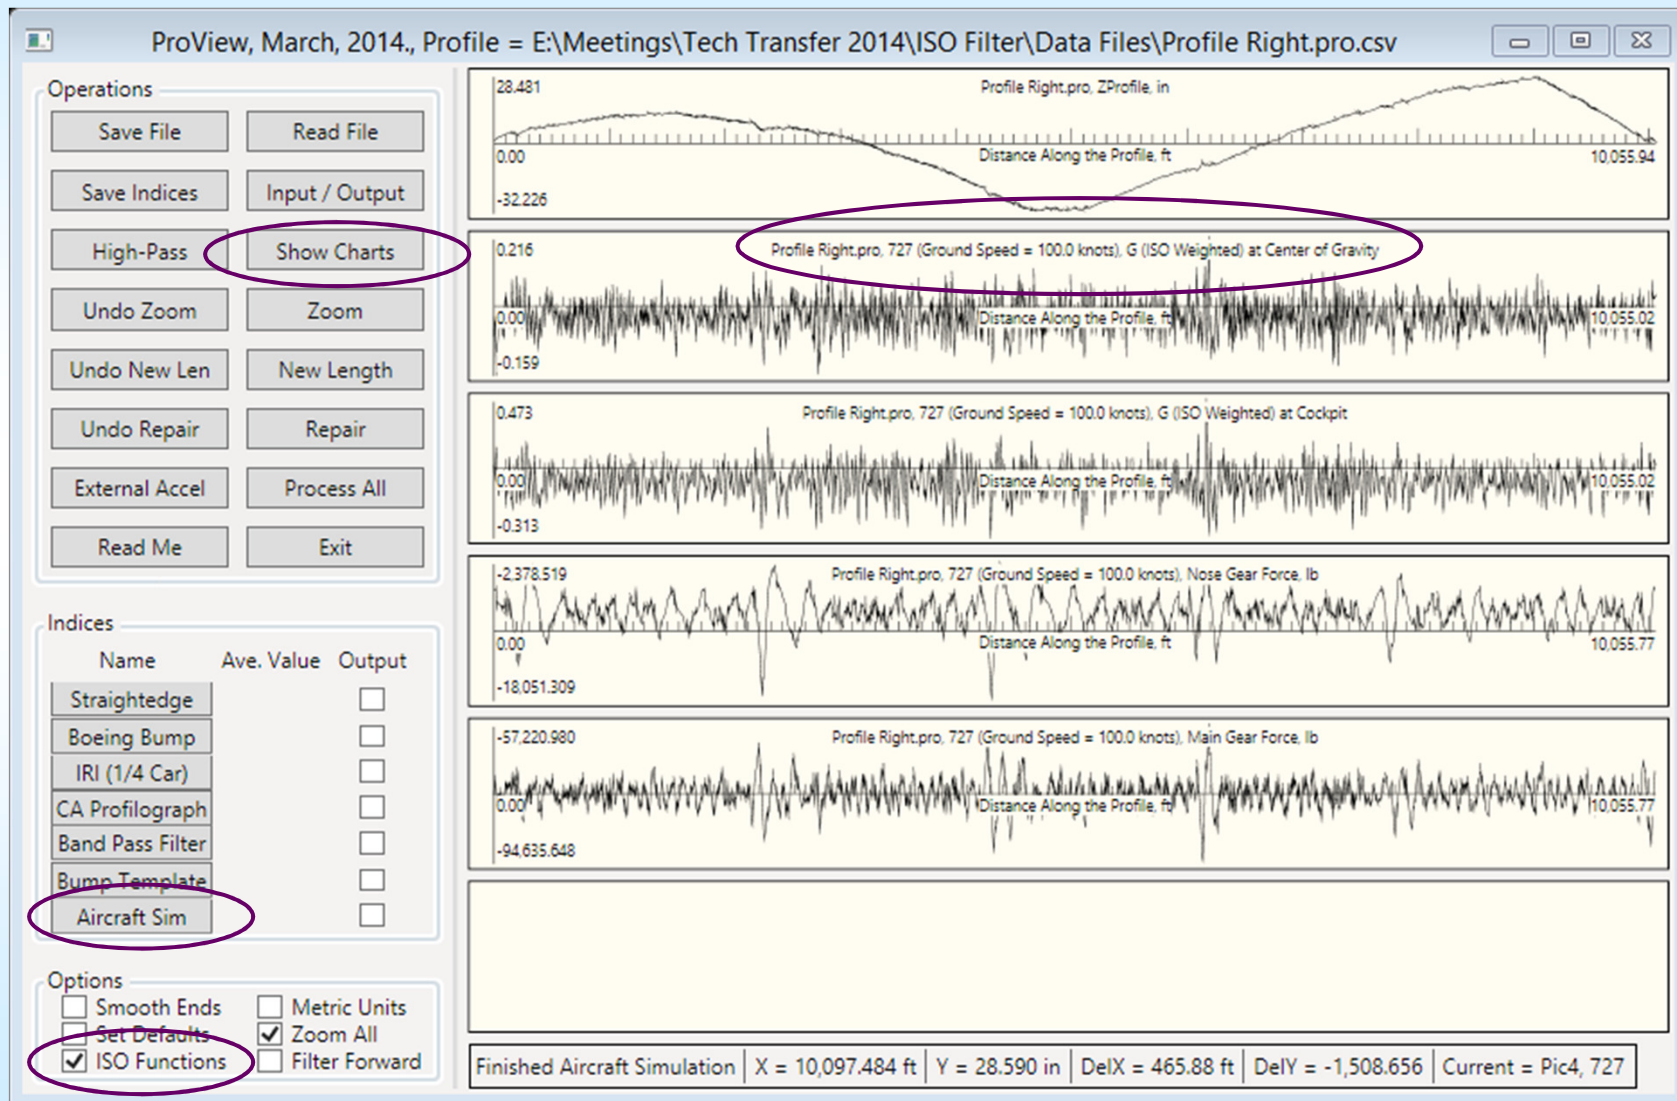 ProView, March, 2014., Profile = E:\Meetings\Tech Transfer 2014\ISO Filter\Data Files\Profile Right.pro.csv
Operations
Save File Read File
Save Indices Input / Output
High-Pass Show Charts
Undo Zoom Zoom
Undo New Len New Length
Undo Repair Repair
External Accel Process All
Read Me Exit
Indices
Name Ave. Value Output
Straightedge
Boeing Bump
IRI (1/4 Car)
CA Profilograph
Band Pass Filter
Bump Template
Aircraft Sim
Options
Smooth Ends Metric Units
Set Defaults Zoom All
ISO Functions Filter Forward
28.481 Profile Right.pro, ZProfile, in
0.00 Distance Along the Profile, ft 10,055.94
-32.226
0.216 Profile Right.pro, 727 (Ground Speed = 100.0 knots), G (ISO Weighted) at Center of Gravity
0.00 Distance Along the Profile, ft 10,055.02
-0.159
0.473 Profile Right.pro, 727 (Ground Speed = 100.0 knots), G (ISO Weighted) at Cockpit
0.00 Distance Along the Profile, ft 10,055.02
-0.313
-2,378.519 Profile Right.pro, 727 (Ground Speed = 100.0 knots), Nose Gear Force, lb
0.00 Distance Along the Profile, ft 10,055.77
-18,051.309
-57,220.980 Profile Right.pro, 727 (Ground Speed = 100.0 knots), Main Gear Force, lb
0.00 Distance Along the Profile, ft 10,055.77
-94,635.648
Finished Aircraft Simulation X = 10,097.484 ft Y = 28.590 in DelX = 465.88 ft DelY = -1,508.656 Current = Pic4, 727